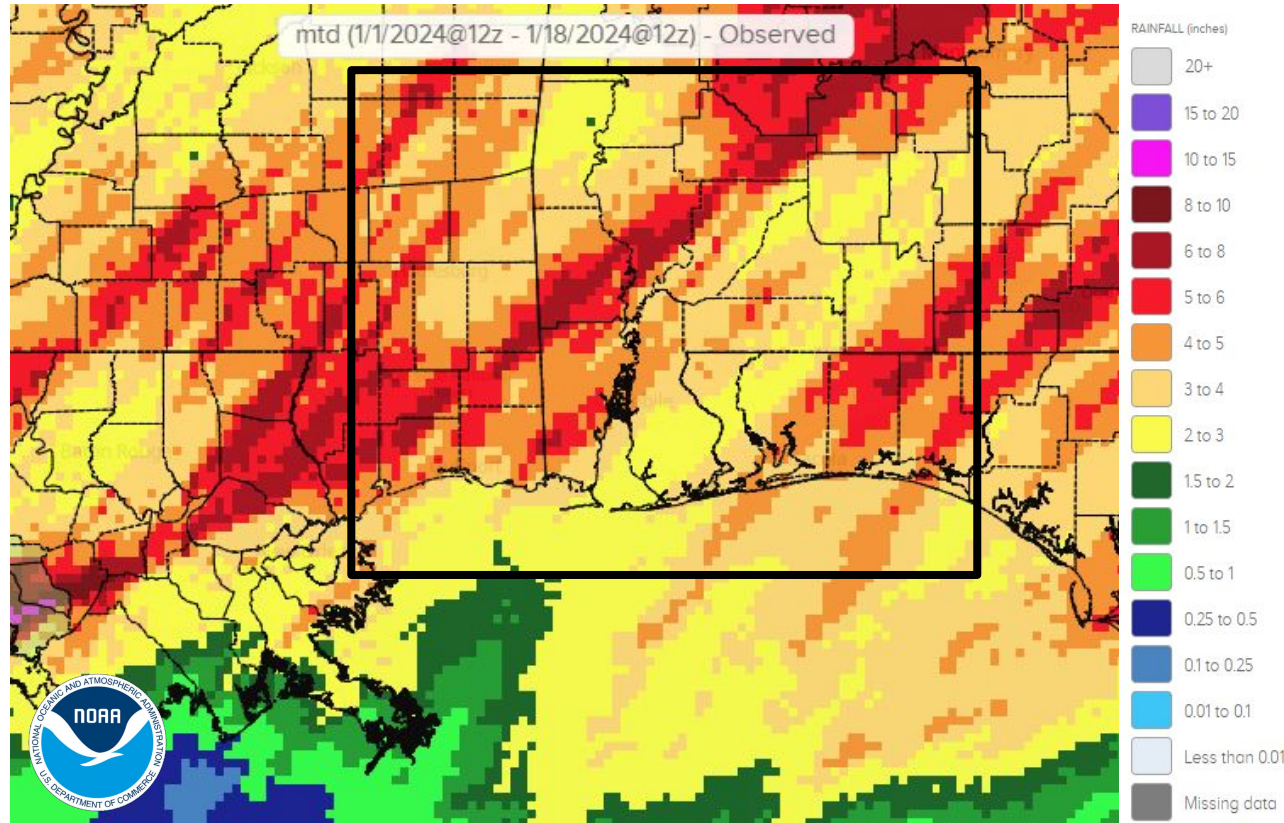 mtd (1/1/2024@12z - 1/18/2024@12z) - Observed
RAINFALL (inches)
20+
15 to 20
10 to 15
8 to 10
6 to 8
5 to 6
4 to 5
3 to 4
2 to 3
1.5 to 2
1 to 1.5
0.5 to 1
0.25 to 0.5
0.1 to 0.25
0.01 to 0.1
Less than 0.01
Missing data
NATIONAL OCEANIC AND ATMOSPHERIC ADMINISTRATION
NOAA
U.S. DEPARTMENT OF COMMERCE